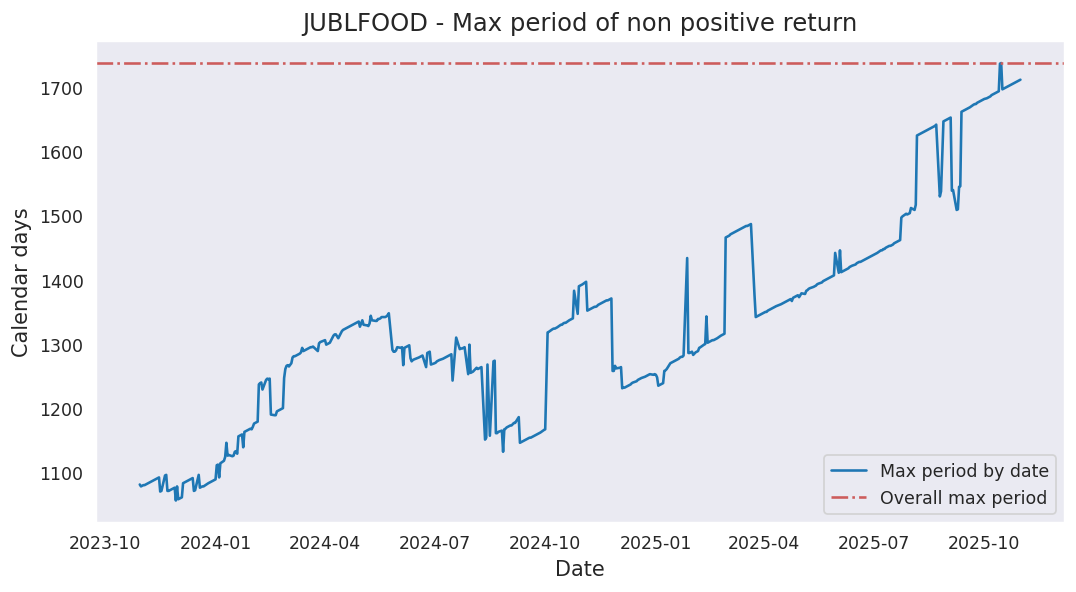 JUBLFOOD - Max period of non positive return
Calendar days
1700
1600
1500
1400
1300
1200
1100
2023-10 2024-01 2024-04 2024-07 2024-10 2025-01 2025-04 2025-07 2025-10
Date
Max period by date
Overall max period